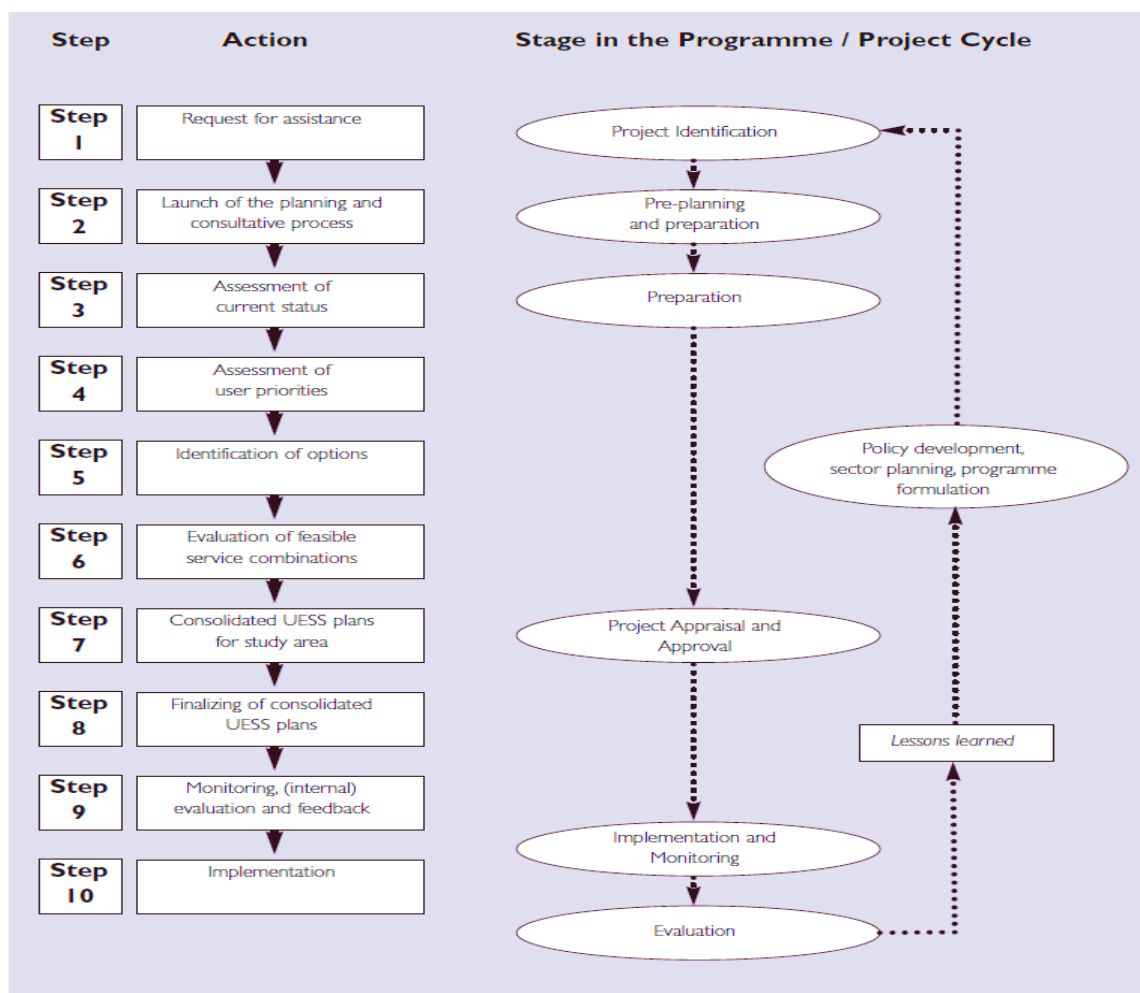 Step Action Stage in the Programme / Project Cycle
Step
1
Request for assistance
Project Identification
Step
2
Launch of the planning and
consultative process
Pre-planning
and preparation
Step
3
Assessment of
current status
Preparation
Step
4
Assessment of
user priorities
Step
5
Identification of options
Policy development,
sector planning, programme
formulation
Step
6
Evaluation of feasible
service combinations
Step
7
Consolidated UESS plans
for study area
Project Appraisal and
Approval
Step
8
Finalizing of consolidated
UESS plans
Lessons learned
Step
9
Monitoring, (internal)
evaluation and feedback
Implementation and
Monitoring
Step
10
Implementation
Evaluation